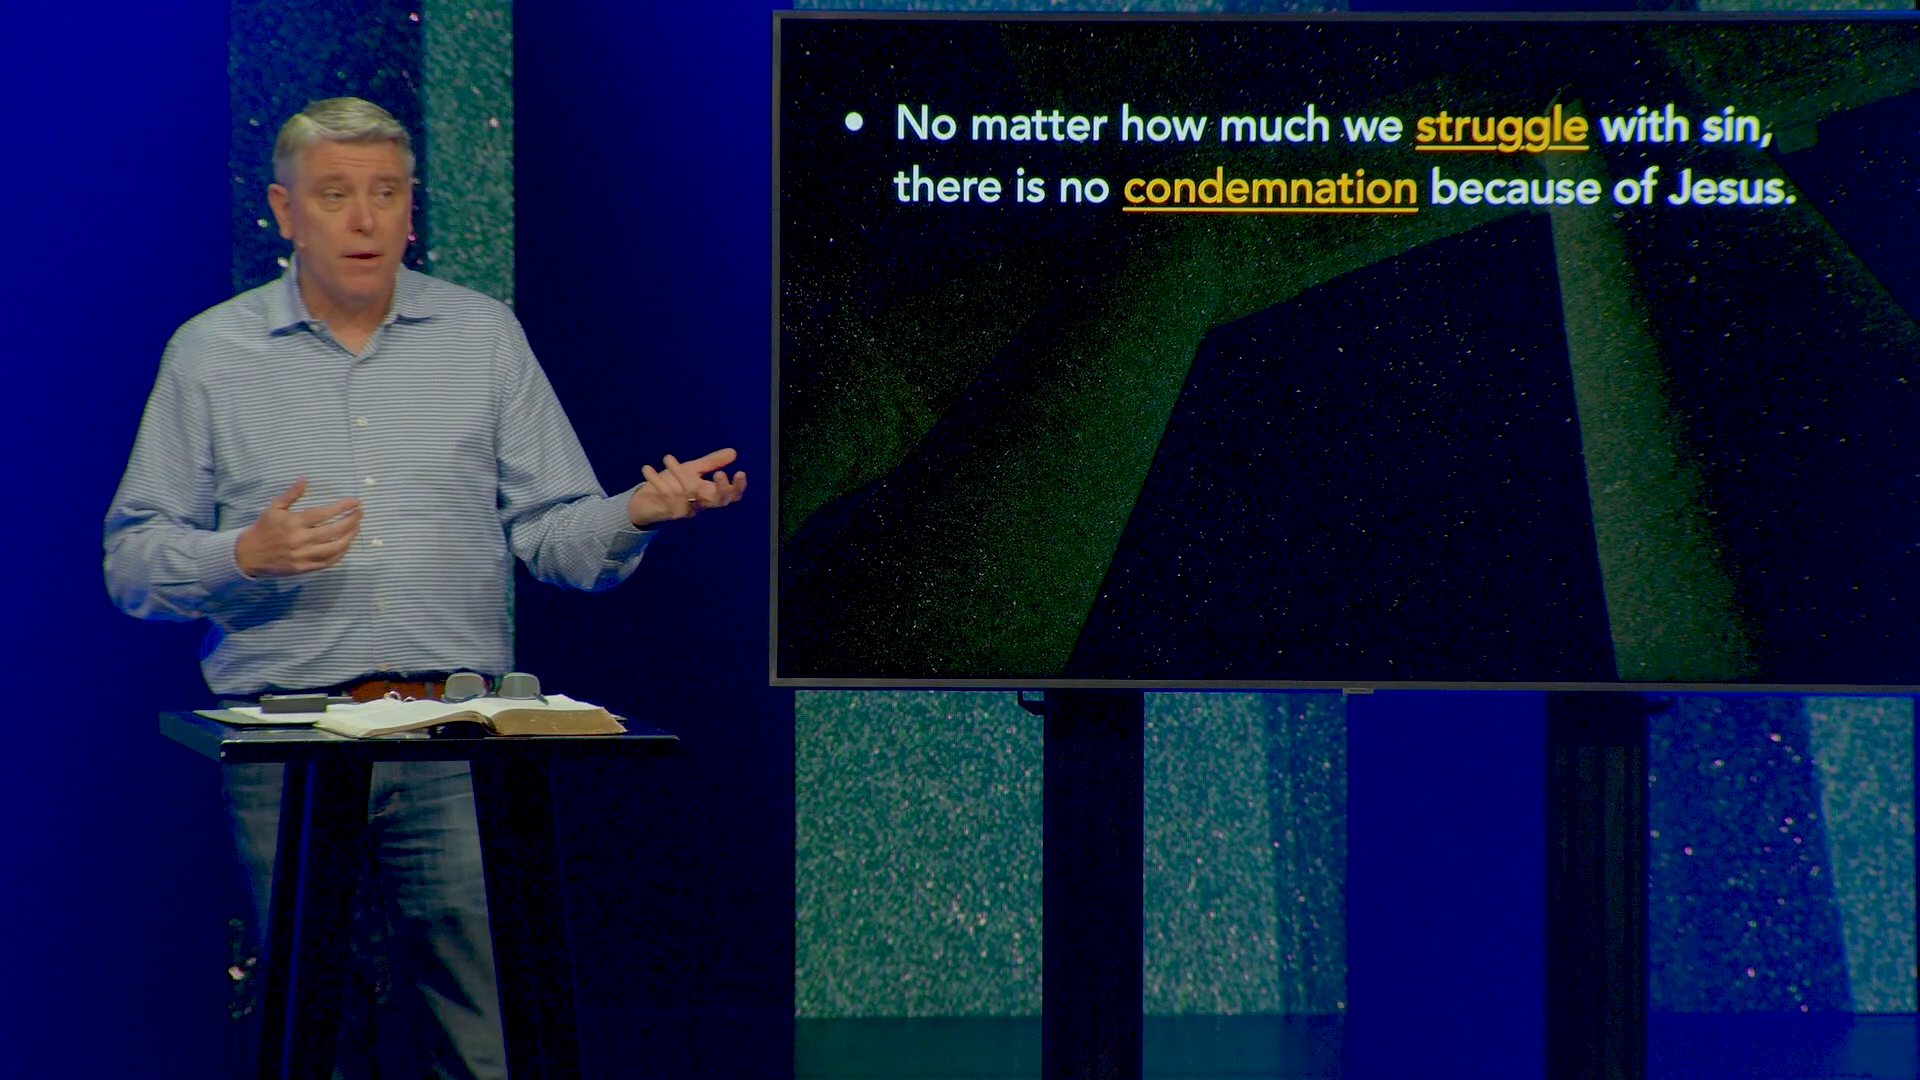 • No matter how much we struggle with sin,
there is no condemnation because of Jesus.